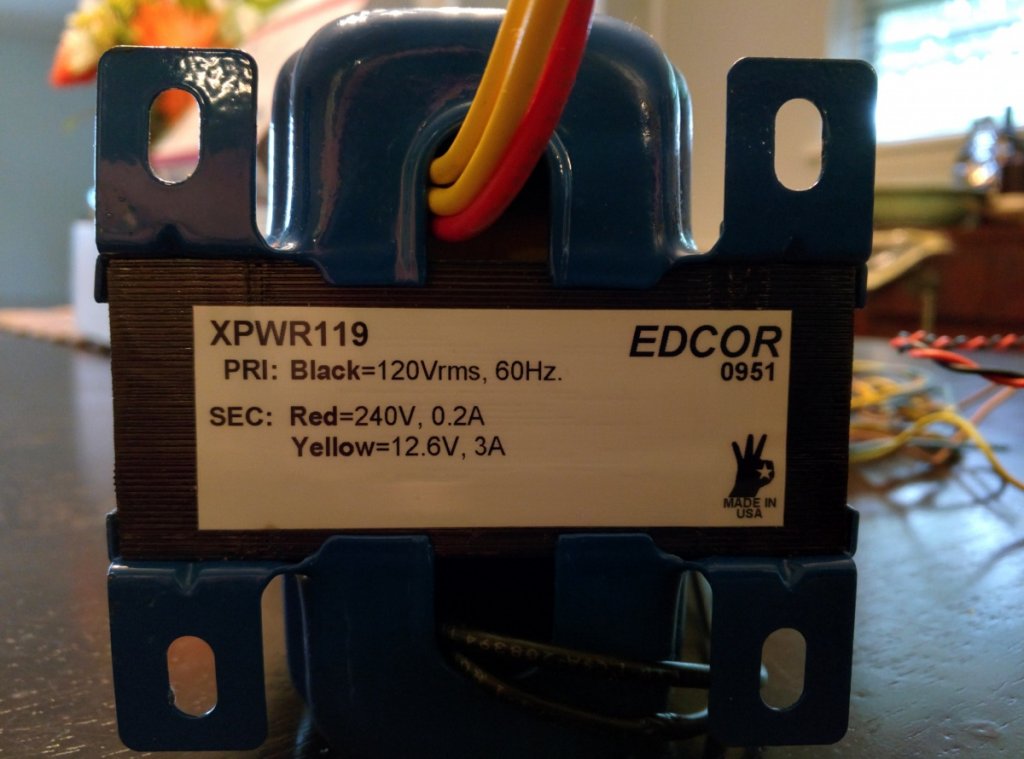 XPWR119
EDCOR
PRI: Black=120Vrms, 60Hz.
0951
SEC: Red=240V, 0.2A
Yellow=12.6V, 3A
MADE IN
USA